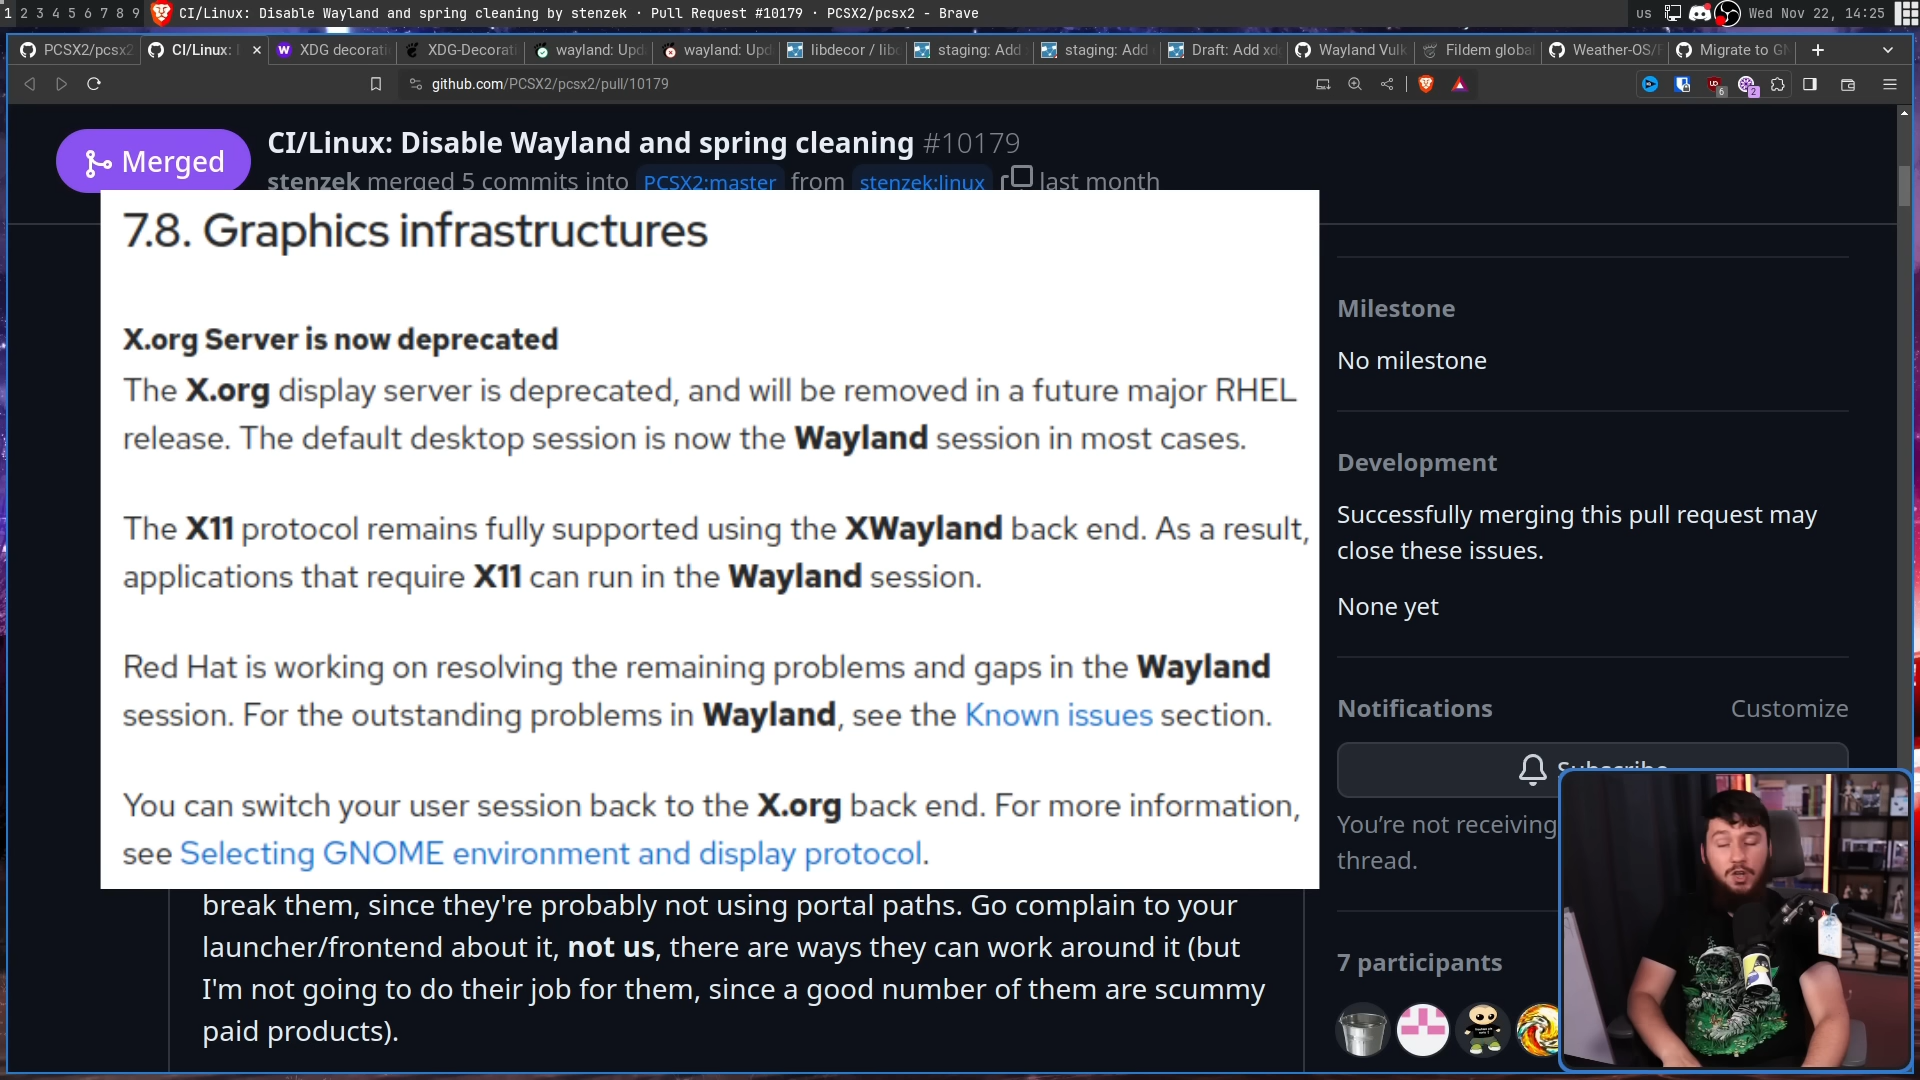 1 2 3 4 5 6 7 8 9 CI/Linux: Disable Wayland and spring cleaning by stenzek · Pull Request #10179 · PCSX2/pcsx2 - Brave us Wed Nov 22, 14:25
PCSX2/pcsx2 CI/Linux: XDG decorati XDG-Decorati wayland: Upd wayland: Upd libdecor / libc staging: Add staging: Add Draft: Add xd Wayland Vulk Fildem global Weather-OS/ Migrate to GN
github.com/PCSX2/pcsx2/pull/10179 6 2
Merged
CI/Linux: Disable Wayland and spring cleaning #10179
stenzek merged 5 commits into PCSX2:master from stenzek:linux last month
7.8. Graphics infrastructures
X.org Server is now deprecated
The X.org display server is deprecated, and will be removed in a future major RHEL
release. The default desktop session is now the Wayland session in most cases.
The X11 protocol remains fully supported using the XWayland back end. As a result,
applications that require X11 can run in the Wayland session.
Red Hat is working on resolving the remaining problems and gaps in the Wayland
session. For the outstanding problems in Wayland, see the Known issues section.
You can switch your user session back to the X.org back end. For more information,
see Selecting GNOME environment and display protocol.
break them, since they're probably not using portal paths. Go complain to your
launcher/frontend about it, not us, there are ways they can work around it (but
I'm not going to do their job for them, since a good number of them are scummy
paid products).
Milestone
No milestone
Development
Successfully merging this pull request may
close these issues.
None yet
Notifications Customize
Subscribe
You're not receiving
thread.
7 participants